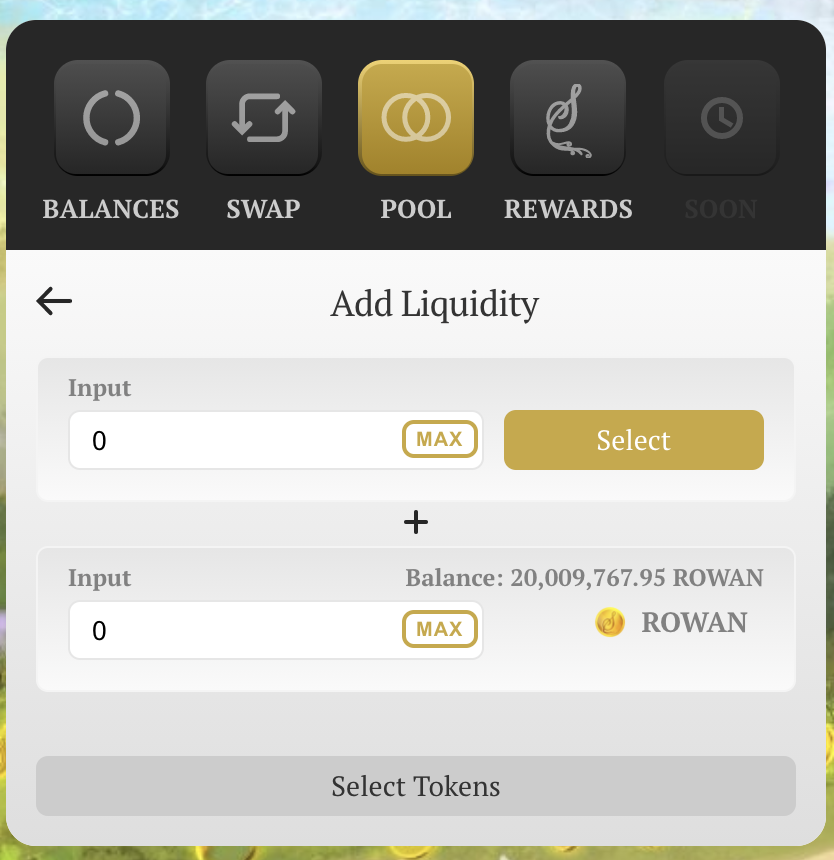 BALANCES SWAP POOL REWARDS SOON
Add Liquidity
Input
0 MAX Select
+
Input Balance: 20,009,767.95 ROWAN
0 MAX ROWAN
Select Tokens